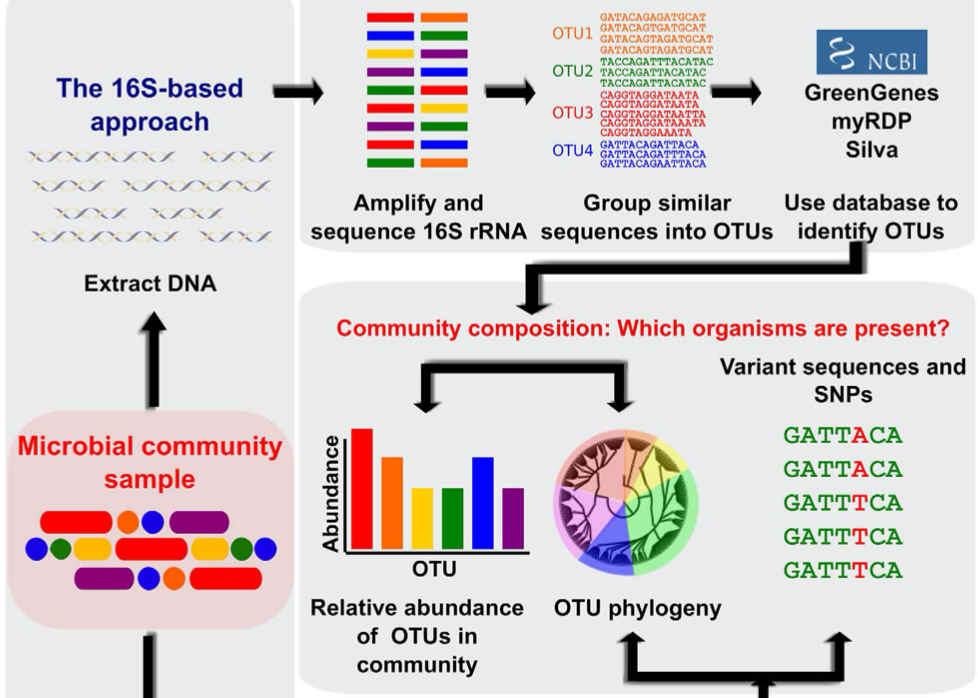 The 16S-based
approach
Extract DNA
Microbial community
sample
Amplify and
sequence 16S rRNA
OTU1
GATACAGAGATGCAT
GATACAGTGATGCAT
GATACAGTAGATGCAT
GATACAGTAGATGCAT
OTU2
TACCAGATTTACATAC
TACCAGATTACATAC
TACCAGATTACATAC
OTU3
CAGGTAGGATAATA
CAGGTAGGATAATA
CAGGTAGGATAATTA
CAGGTAGGATAAATA
CAGGTAGGAAATA
OTU4
GATTACAGATTACA
GATTACAGATTTACA
GATTACAGAATTACA
Group similar
sequences into OTUs
NCBI
GreenGenes
myRDP
Silva
Use database to
identify OTUs
Community composition: Which organisms are present?
Abundance
OTU
Relative abundance
of OTUs in
community
OTU phylogeny
Variant sequences and
SNPs
GATTACA
GATTACA
GATTTCA
GATTTCA
GATTTCA